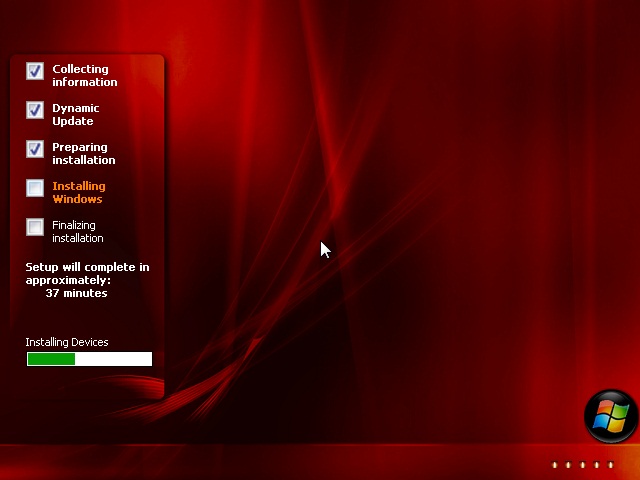 Collecting
information
Dynamic
Update
Preparing
installation
Installing
Windows
Finalizing
installation
Setup will complete in
approximately:
37 minutes
Installing Devices